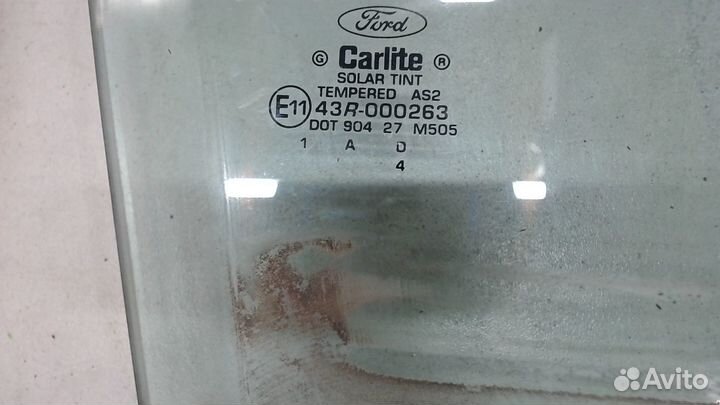 Ford
G Carlite R
SOLAR TINT
TEMPERED AS2
E11 43R-000263
DOT 904 27 M505
1 A D
4
Avito